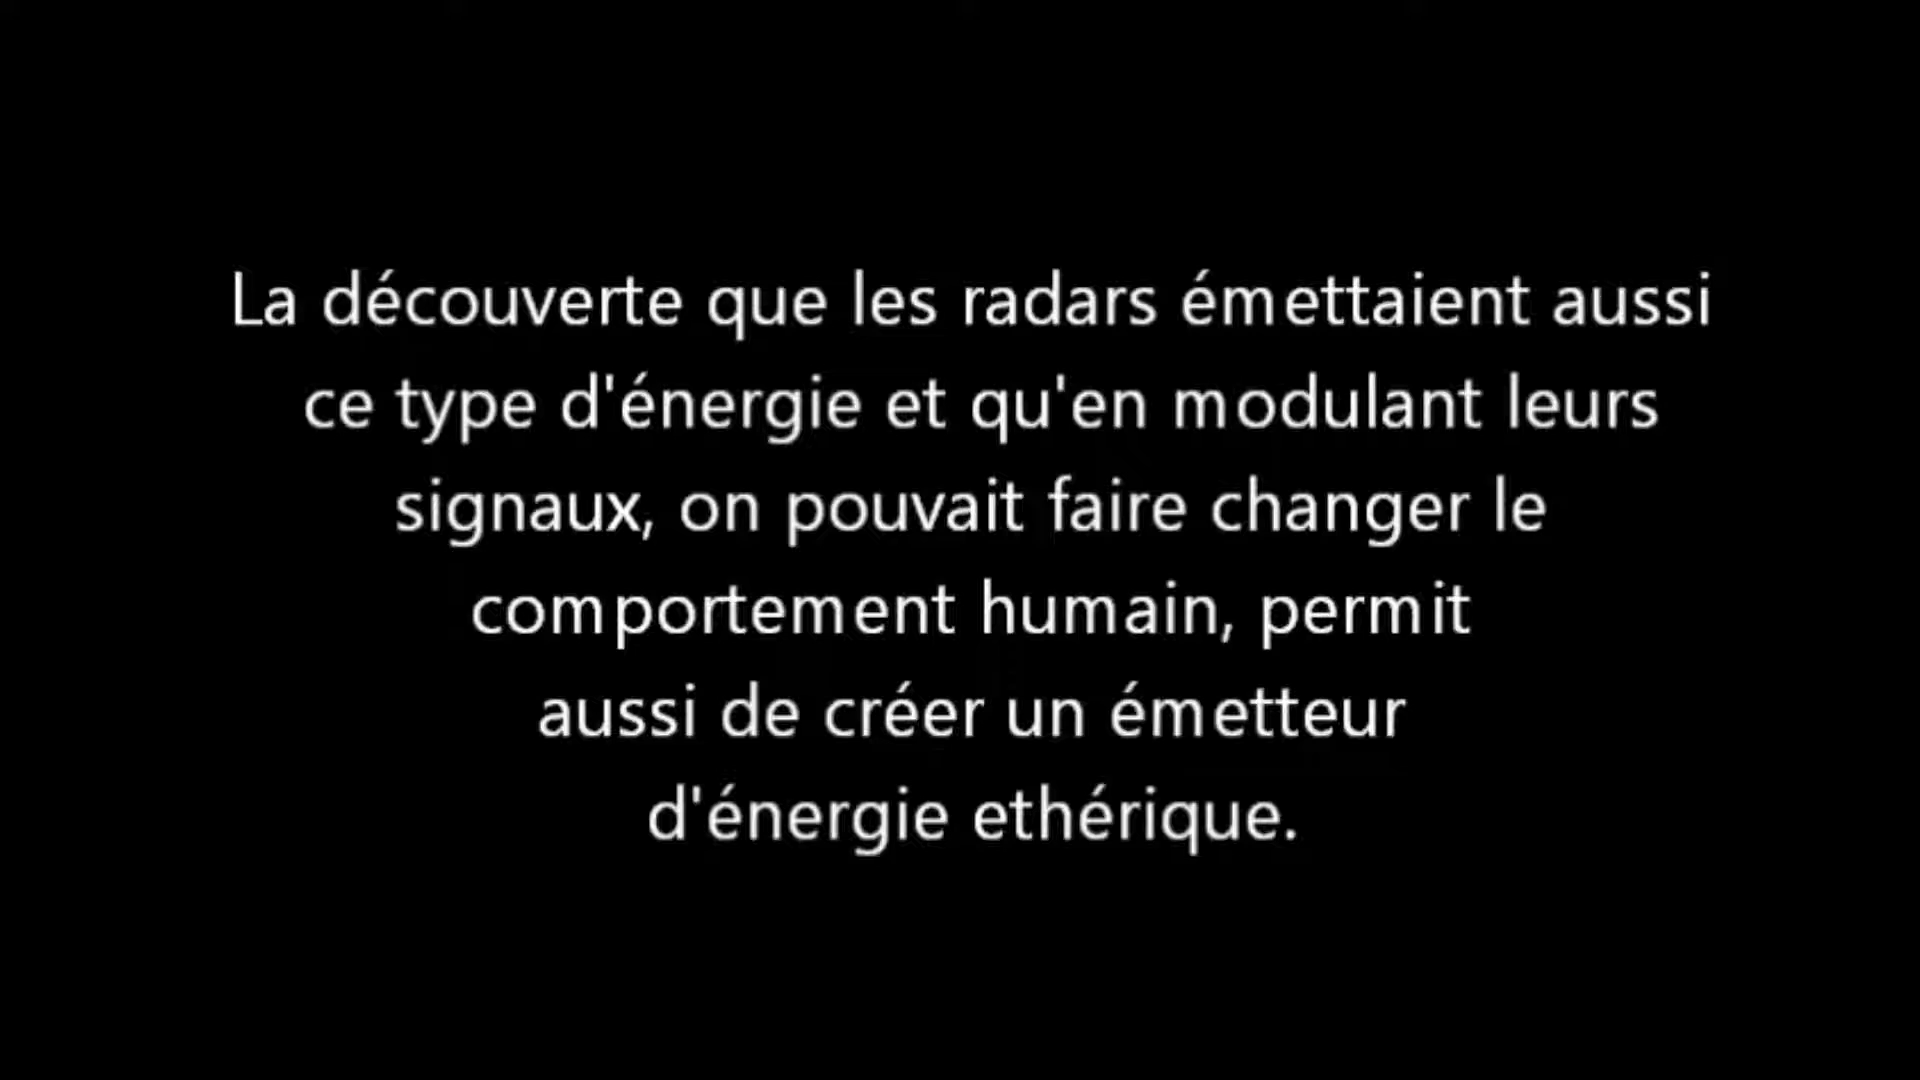 La découverte que les radars émettaient aussi
ce type d'énergie et qu'en modulant leurs
signaux, on pouvait faire changer le
comportement humain, permit
aussi de créer un émetteur
d'énergie ethérique.